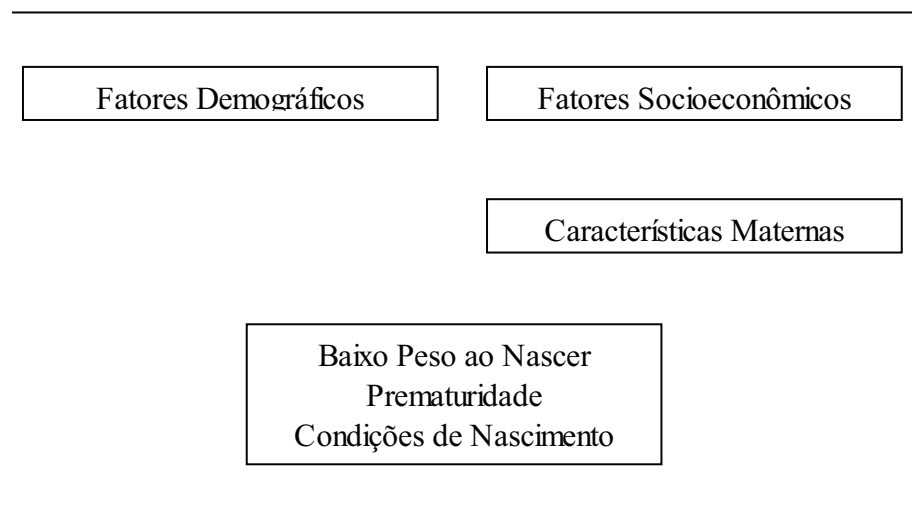 Fatores Demográficos
Fatores Socioeconômicos
Características Maternas
Baixo Peso ao Nascer
Prematuridade
Condições de Nascimento